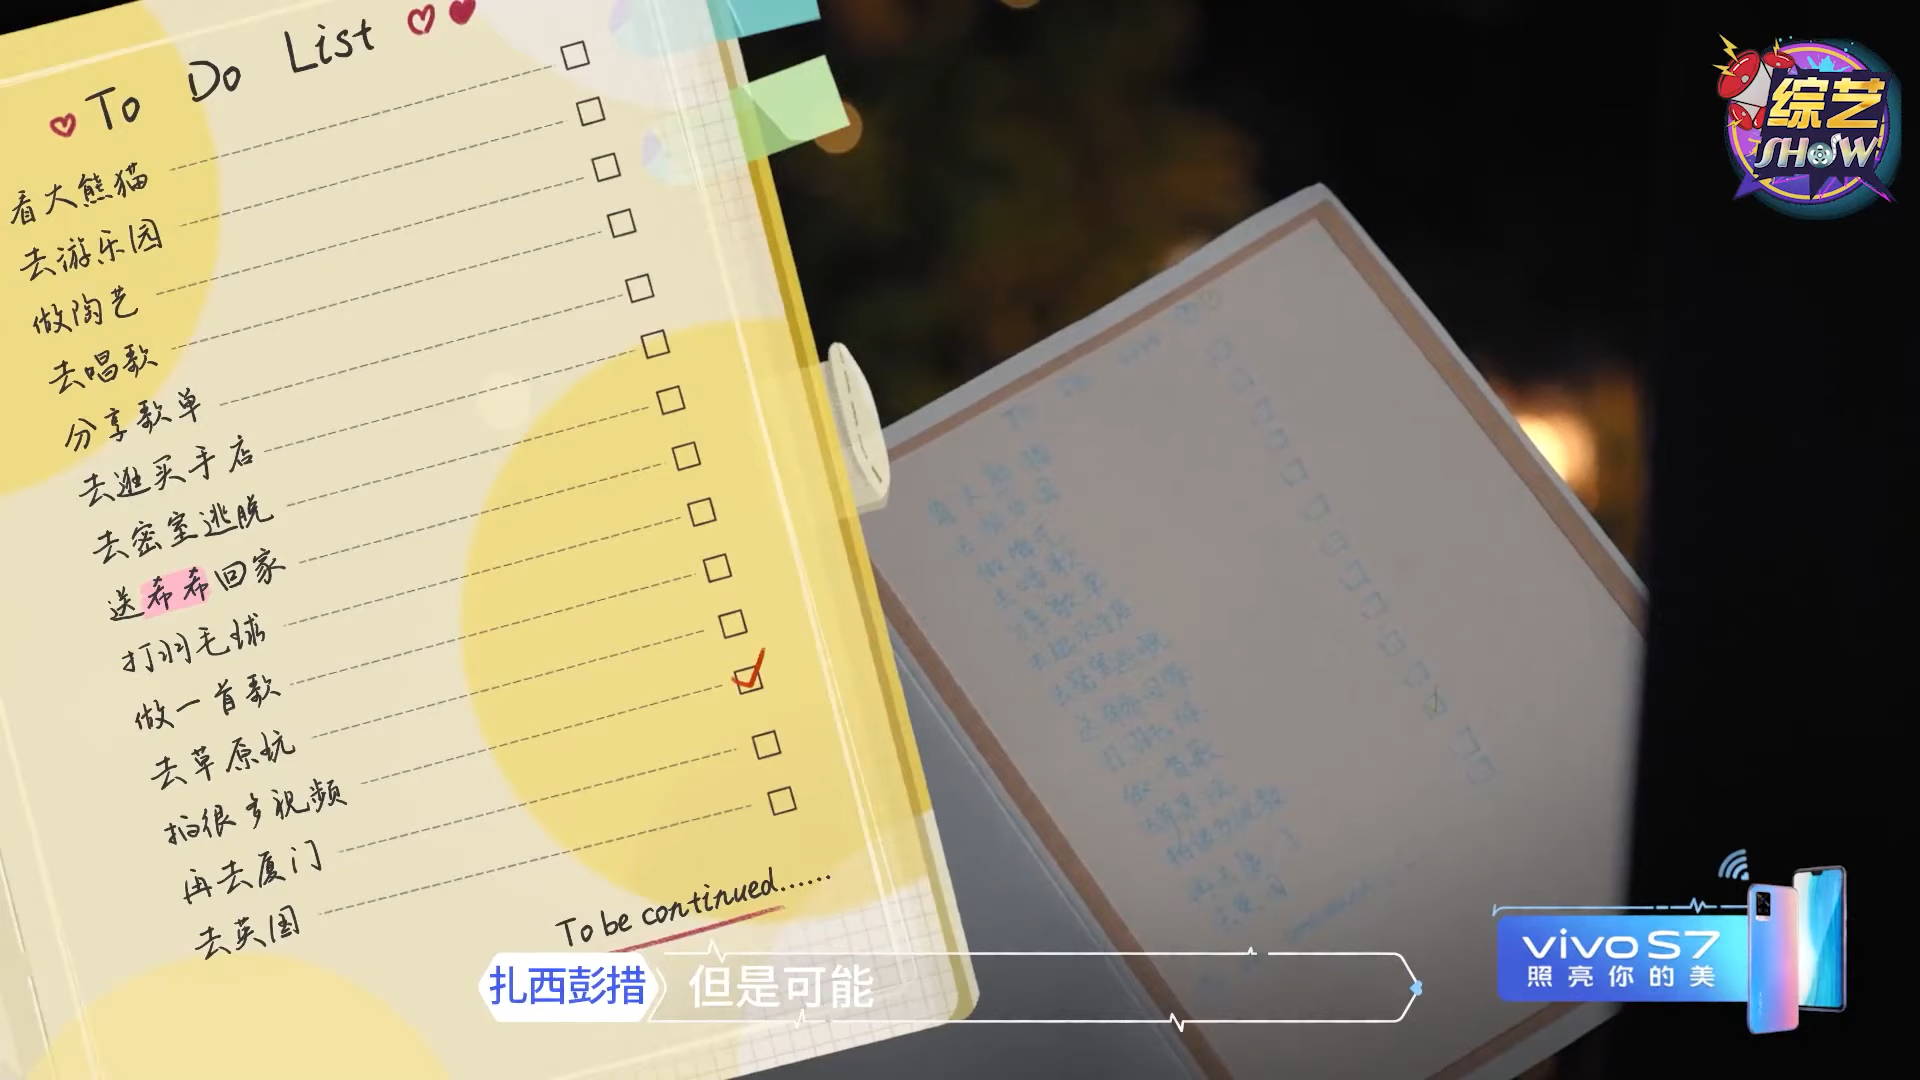 To Do List
看大熊猫
去游乐园
做陶艺
去唱歌
分享歌单
去逛买手店
去密室逃脱
送希希回家
打羽毛球
做一首歌
去草原玩
拍很多视频
再去厦门
去英国
To be continued......
扎西彭措 但是可能
综艺
SHOW
vivo S7
照亮你的美